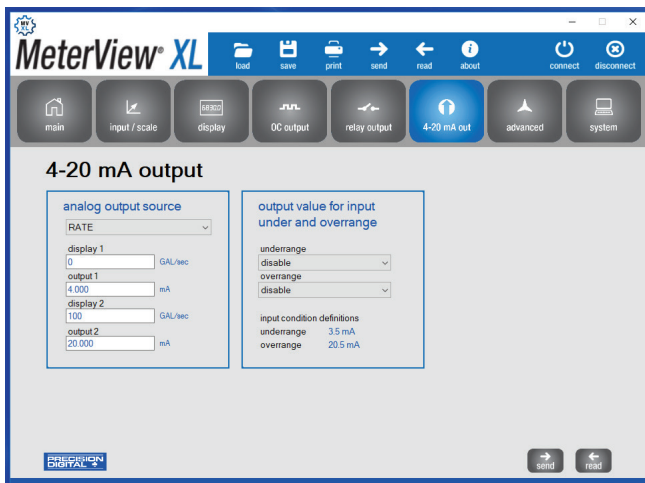 MV
XL
MeterView® XL
load save print send read about connect disconnect
main input / scale display OC output relay output 4-20 mA out advanced system
4-20 mA output
analog output source
RATE
display 1
0 GAL/sec
output 1
4.000 mA
display 2
100 GAL/sec
output 2
20.000 mA
output value for input
under and overrange
underrange
disable
overrange
disable
input condition definitions
underrange 3.5 mA
overrange 20.5 mA
PRECISION
DIGITAL
send read